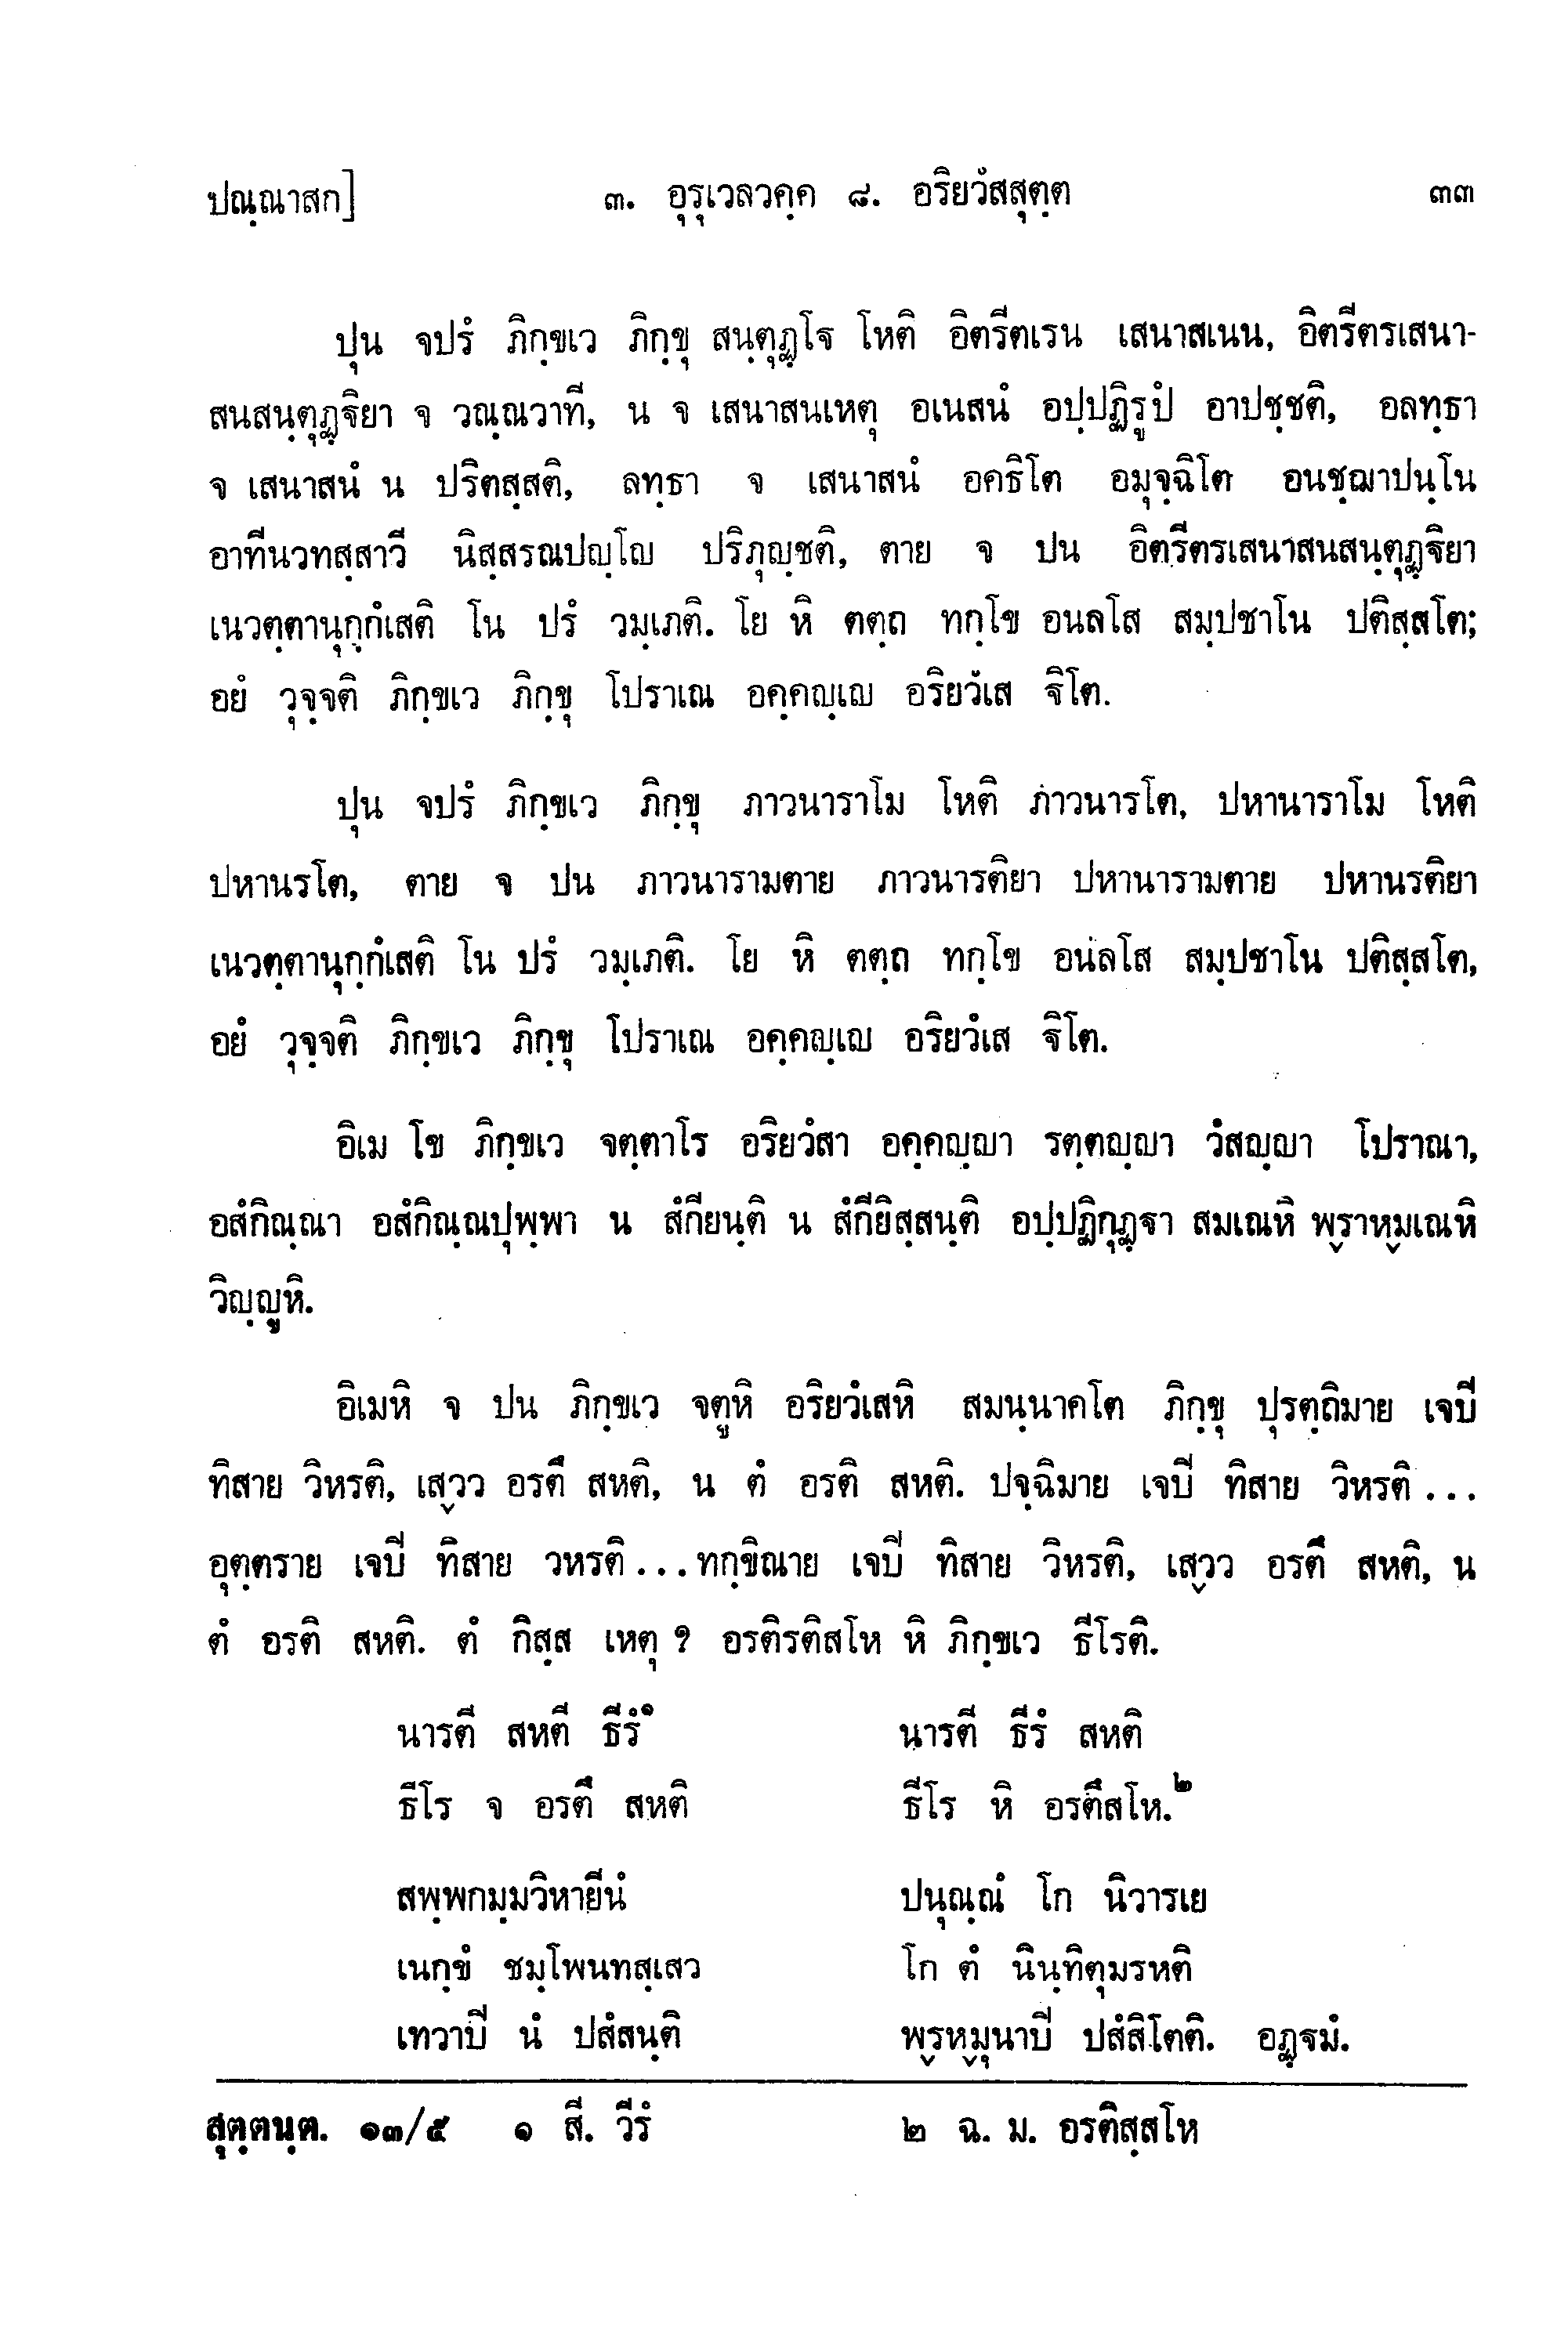 ปณฺณาสก]	๓. อุรุเวลวคฺค ๘. อริยวํสสุตฺต	๓๓
ปุน จปรํ ภิกฺขเว ภิกฺขุ สนฺตุฏฺโฐ โหติ อิตรีตเรน เสนาสเนน, อิตรีตรเสนา-
สนสนฺตุฏฺฐิยา จ วณฺณวาที, น จ เสนาสนเหตุ อเนสนํ อปฺปฏิรูปํ อาปชฺชติ, อลทฺธา
จ เสนาสนํ น ปริตสฺสติ, ลทฺธา จ เสนาสนํ อคธิโต อมุจฺฉิโต อนชฺฌาปนฺโน
อาทีนวทสฺสาวี นิสฺสรณปญฺโญ ปริภุญฺชติ, ตาย จ ปน อิตรีตรเสนาสนสนฺตุฏฺฐิยา
เนวตฺตานุกฺกํเสติ โน ปรํ วมฺเภติ. โย หิ ตตฺถ ทกฺโข อนลโส สมฺปชาโน ปติสฺสโต;
อยํ วุจฺจติ ภิกฺขเว ภิกฺขุ โปราเณ อคฺคญฺเญ อริยวํเส ฐิโต.
ปุน จปรํ ภิกฺขเว ภิกฺขุ ภาวนาราโม โหติ ภาวนารโต, ปหานาราโม โหติ
ปหานรโต, ตาย จ ปน ภาวนารามตาย ภาวนารติยา ปหานารามตาย ปหานรติยา
เนวตฺตานุกฺกํเสติ โน ปรํ วมฺเภติ. โย หิ ตตฺถ ทกฺโข อนลโส สมฺปชาโน ปติสฺสโต,
อยํ วุจฺจติ ภิกฺขเว ภิกฺขุ โปราเณ อคฺคญฺเญ อริยวํเส ฐิโต.
อิเม โข ภิกฺขเว จตฺตาโร อริยวํสา อคฺคญฺญา รตฺตญฺญา วํสญฺญา โปราณา,
อสํกิณฺณา อสํกิณฺณปุพฺพา น สํกียนฺติ น สํกียิสฺสนฺติ อปฺปฏิกุฏฺฐา สมเณหิ พฺราหฺมเณหิ
วิญฺญูหิ.
อิเมหิ จ ปน ภิกฺขเว จตูหิ อริยวํเสหิ สมนฺนาคโต ภิกฺขุ ปุรตฺถิมาย เจปิ
ทิสาย วิหรติ, เสฺวว อรตึ สหติ, น ตํ อรติ สหติ. ปจฺฉิมาย เจปิ ทิสาย วิหรติ...
อุตฺตราย เจปิ ทิสาย วหรติ...ทกฺขิณาย เจปิ ทิสาย วิหรติ, เสฺวว อรตึ สหติ, น
ตํ อรติ สหติ. ตํ กิสฺส เหตุ ? อรติรติสโห หิ ภิกฺขเว ธีโรติ.
นารตี สหตี ธีรํ๑	นารตี ธีรํ สหติ
ธีโร จ อรตึ สหติ	ธีโร หิ อรตึสโห.๒
สพฺพกมฺมวิหายีนํ	ปนุณฺณํ โก นิวารเย
เนกฺขํ ชมฺโพนทสฺเสว	โก ตํ นินฺทิตุมรหติ
เทวาปิ นํ ปสํสนฺติ	พฺรหฺมุนาปิ ปสํสิโตติ. อฏฺฐมํ.
สุตฺตนฺต. ๑๓/๕ ๑ สี. วีรํ	๒ ฉ. ม. อรติสฺสโห